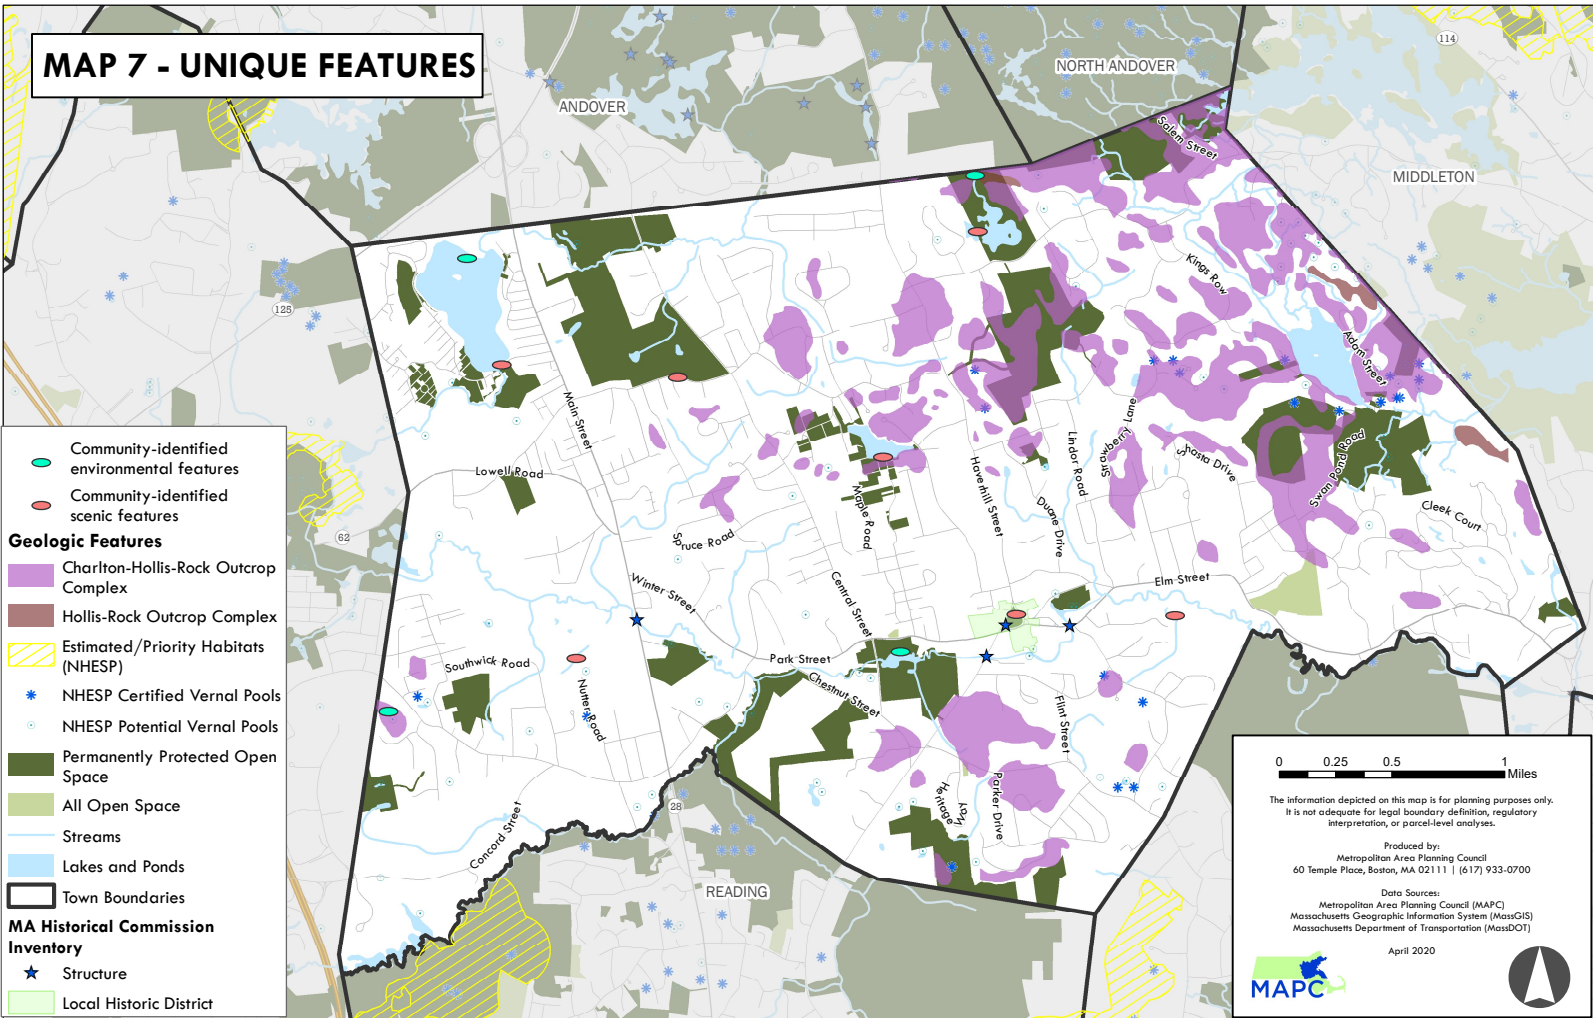 MAP 7 - UNIQUE FEATURES
ANDOVER
NORTH ANDOVER
114
MIDDLETON
125
62
28
READING
Salem Street
Kings Row
Adam Street
Main Street
Lowell Road
Spruce Road
Maple Road
Haverhill Street
Lindor Road
Strawberry Lane
Shasta Drive
Swan Pond Road
Cleek Court
Duane Drive
Winter Street
Central Street
Elm Street
Southwick Road
Park Street
Chestnut Street
Nutter Road
Flint Street
Parker Drive
Heritage
Way
Concord Street
Community-identified
environmental features
Community-identified
scenic features
Geologic Features
Charlton-Hollis-Rock Outcrop
Complex
Hollis-Rock Outcrop Complex
Estimated/Priority Habitats
(NHESP)
NHESP Certified Vernal Pools
NHESP Potential Vernal Pools
Permanently Protected Open
Space
All Open Space
Streams
Lakes and Ponds
Town Boundaries
MA Historical Commission
Inventory
Structure
Local Historic District
0 0.25 0.5 1
Miles
The information depicted on this map is for planning purposes only.
It is not adequate for legal boundary definition, regulatory
interpretation, or parcel-level analyses.
Produced by:
Metropolitan Area Planning Council
60 Temple Place, Boston, MA 02111 | (617) 933-0700
Data Sources:
Metropolitan Area Planning Council (MAPC)
Massachusetts Geographic Information System (MassGIS)
Massachusetts Department of Transportation (MassDOT)
April 2020
MAPC